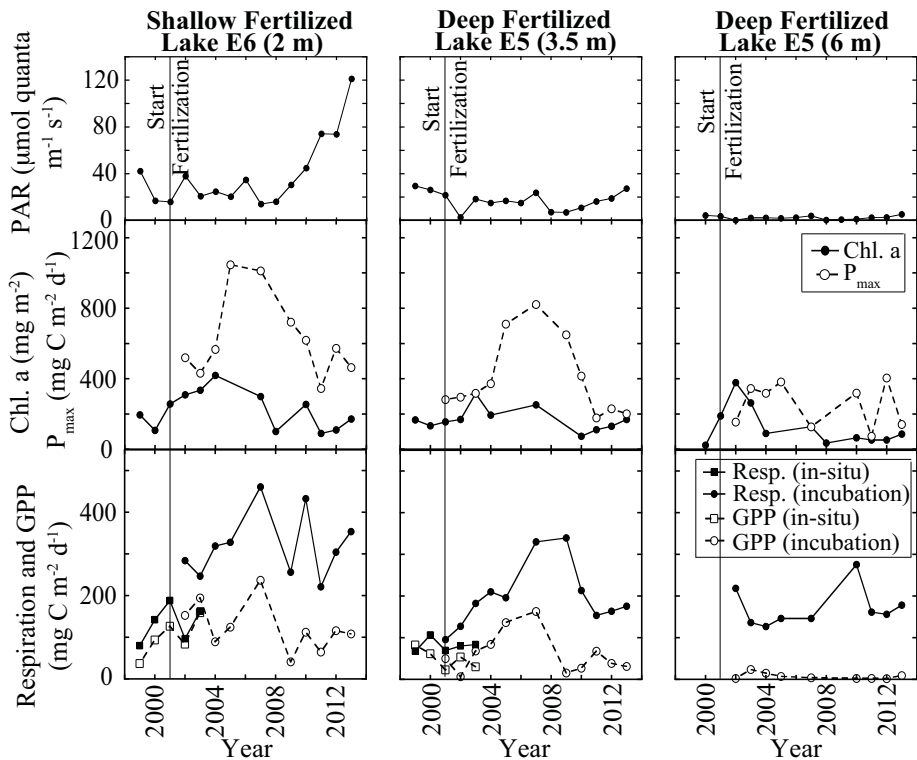 Shallow Fertilized
Lake E6 (2 m)
Deep Fertilized
Lake E5 (3.5 m)
Deep Fertilized
Lake E5 (6 m)
PAR (μmol quanta
m⁻¹ s⁻¹)
120
80
40
0
Start
Fertilization
Start
Fertilization
Start
Fertilization
Chl. a (mg m⁻²)
P_max (mg C m⁻² d⁻¹)
1200
800
400
0
Chl. a
P_max
Respiration and GPP
(mg C m⁻² d⁻¹)
400
200
0
Resp. (in-situ)
Resp. (incubation)
GPP (in-situ)
GPP (incubation)
2000
2004
2008
2012
2000
2004
2008
2012
2000
2004
2008
2012
Year
Year
Year